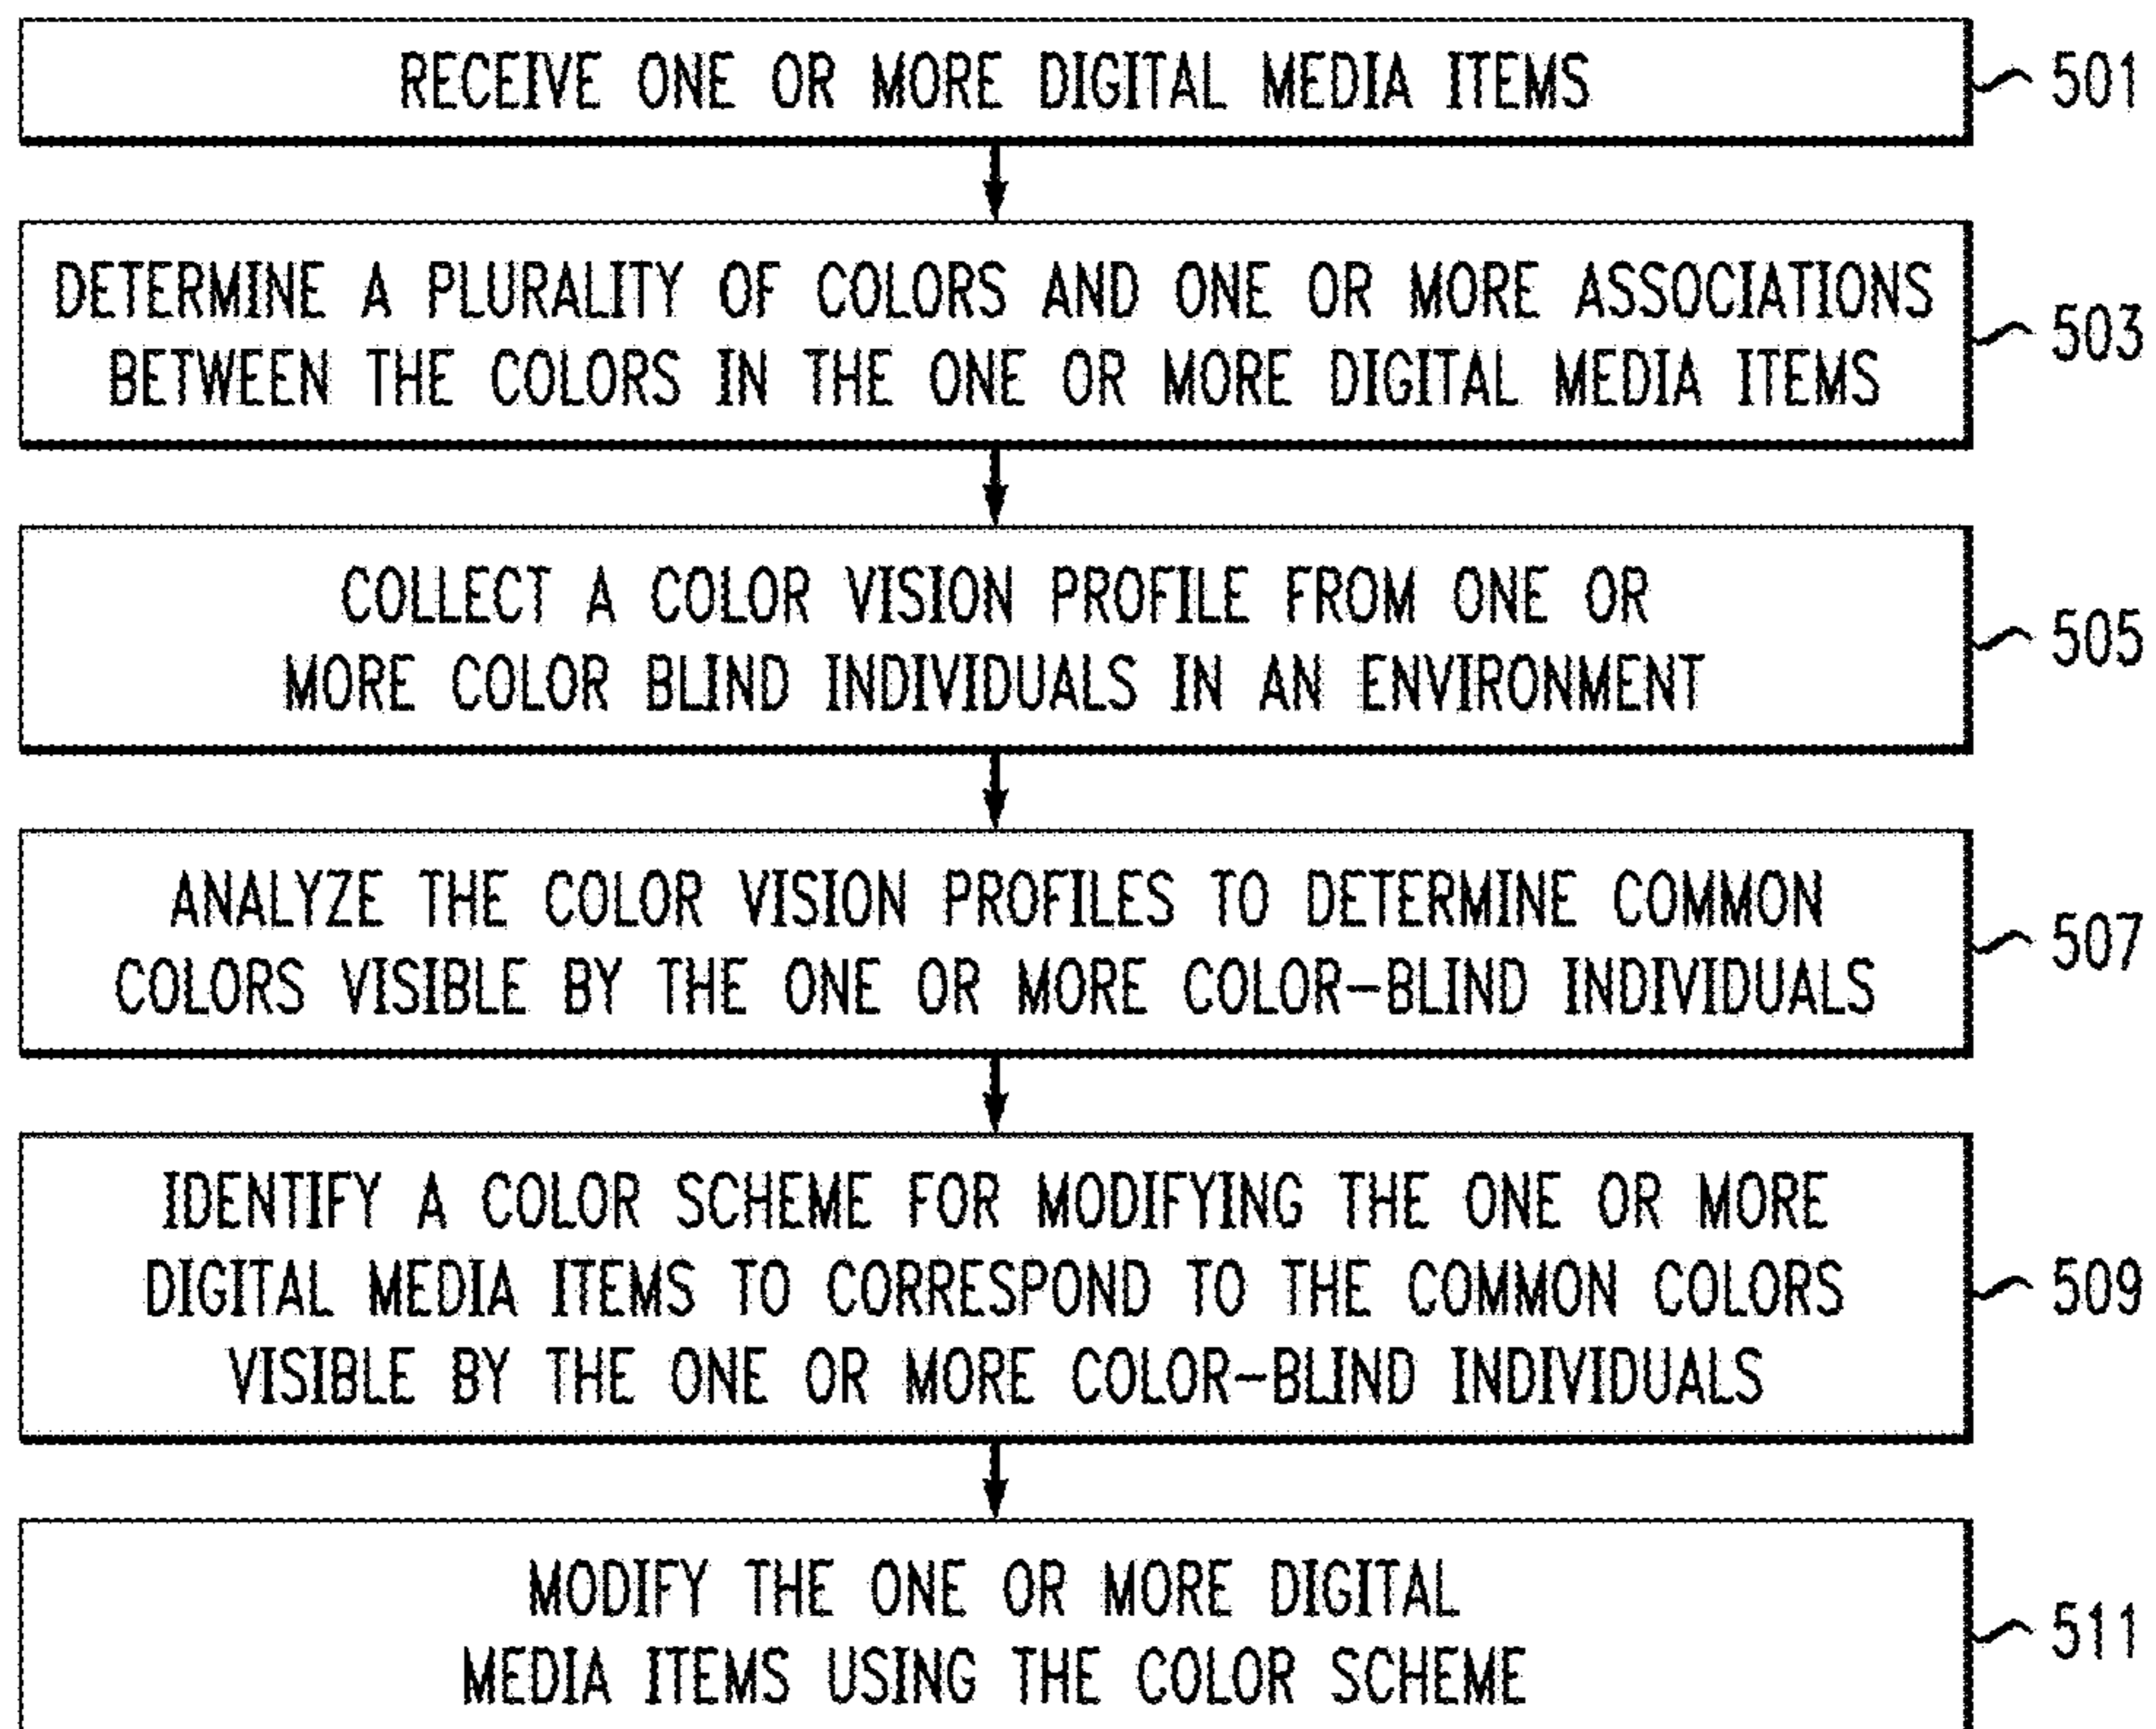 RECEIVE ONE OR MORE DIGITAL MEDIA ITEMS
501
DETERMINE A PLURALITY OF COLORS AND ONE OR MORE ASSOCIATIONS
BETWEEN THE COLORS IN THE ONE OR MORE DIGITAL MEDIA ITEMS
503
COLLECT A COLOR VISION PROFILE FROM ONE OR
MORE COLOR BLIND INDIVIDUALS IN AN ENVIRONMENT
505
ANALYZE THE COLOR VISION PROFILES TO DETERMINE COMMON
COLORS VISIBLE BY THE ONE OR MORE COLOR-BLIND INDIVIDUALS
507
IDENTIFY A COLOR SCHEME FOR MODIFYING THE ONE OR MORE
DIGITAL MEDIA ITEMS TO CORRESPOND TO THE COMMON COLORS
VISIBLE BY THE ONE OR MORE COLOR-BLIND INDIVIDUALS
509
MODIFY THE ONE OR MORE DIGITAL
MEDIA ITEMS USING THE COLOR SCHEME
511